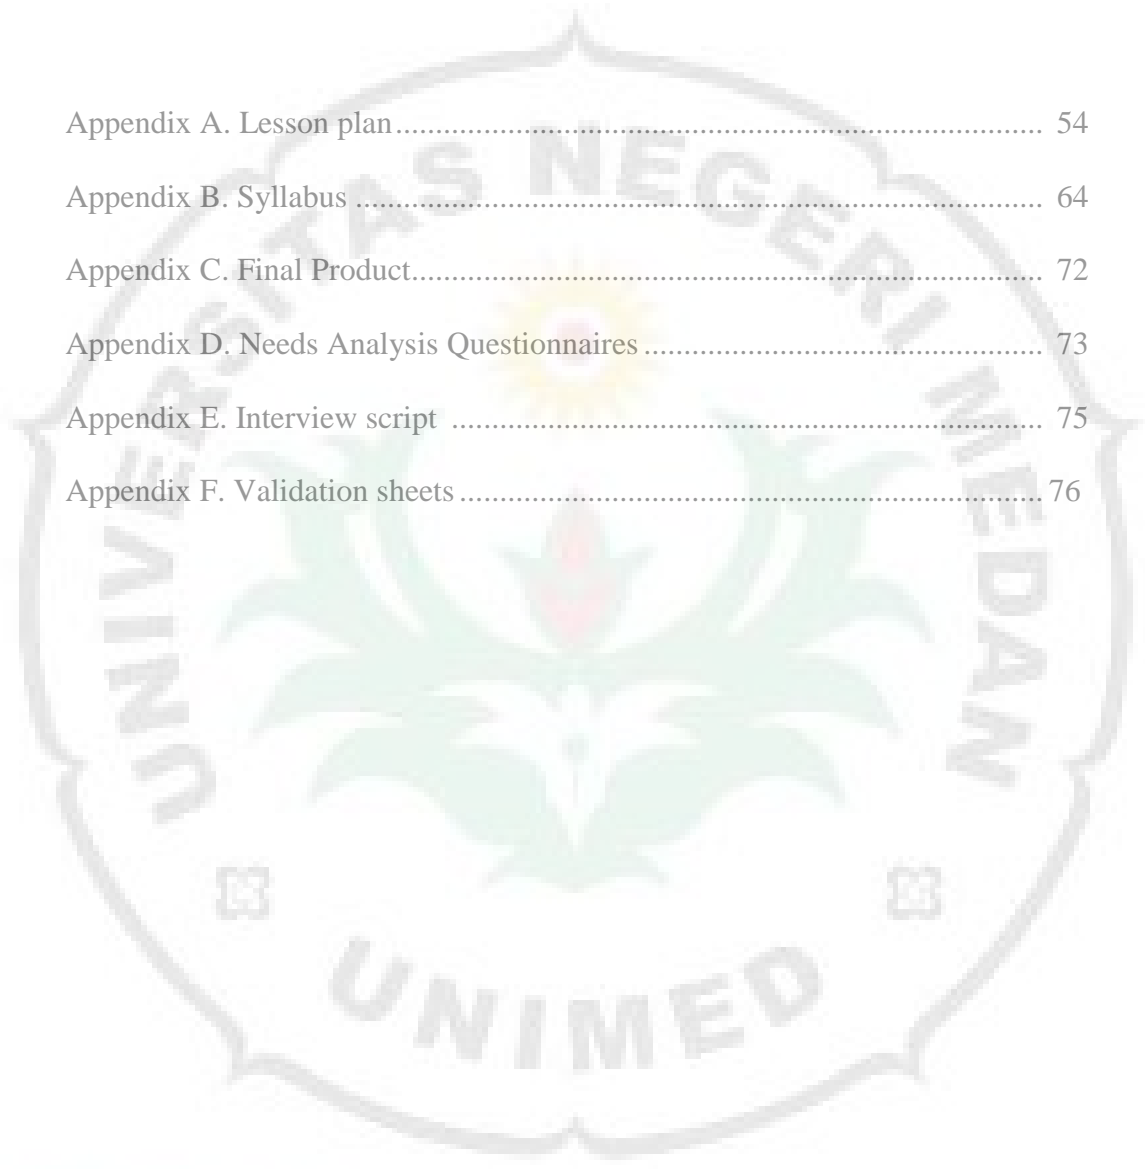 Appendix A. Lesson plan................................................................................. 54
Appendix B. Syllabus ...................................................................................... 64
Appendix C. Final Product............................................................................... 72
Appendix D. Needs Analysis Questionnaires .................................................. 73
Appendix E. Interview script .......................................................................... 75
Appendix F. Validation sheets ......................................................................... 76
UNIVERSITAS NEGERI MEDAN
UNIMED